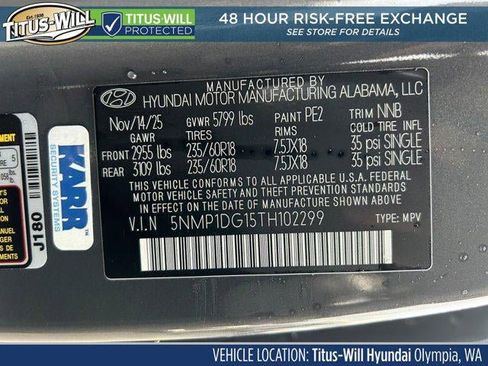 EST. 1938
TITUS-WILL
TITUS-WILL
PROTECTED
48 HOUR RISK-FREE EXCHANGE
SEE STORE FOR DETAILS
MANUFACTURED BY
HYUNDAI MOTOR MANUFACTURING ALABAMA, LLC
Nov/14/25 GVWR 5799 lbs PAINT PE2 TRIM NNB
GAWR TIRES RIMS COLD TIRE INFL
FRONT 2955 lbs 235/60R18 7.5JX18 35 psi SINGLE
REAR 3109 lbs 235/60R18 7.5JX18 35 psi SINGLE
THIS VEHICLE CONFORMS TO ALL APPLICABLE U.S. FEDERAL
MOTOR VEHICLE SAFETY AND THEFT PREVENTION STANDARDS
IN EFFECT ON THE DATE OF MANUFACTURE SHOWN ABOVE.
V.I.N 5NMP1DG15TH102299 TYPE: MPV
KARR
SECURITY SYSTEMS
J180
VEHICLE LOCATION: Titus-Will Hyundai Olympia, WA